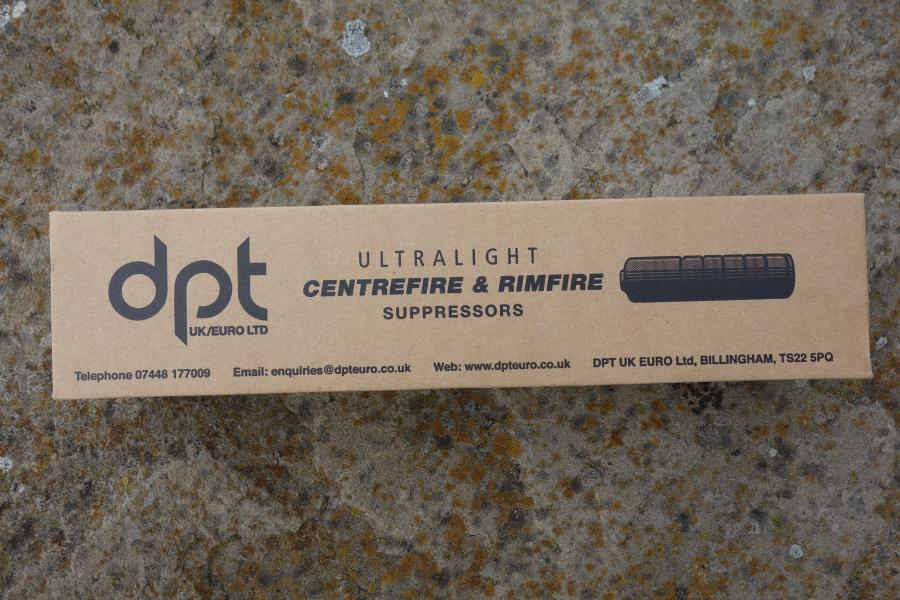 dpt
UK/EURO LTD
ULTRALIGHT
CENTREFIRE & RIMFIRE
SUPPRESSORS
Telephone 07448 177009 Email: enquiries@dpteuro.co.uk Web: www.dpteuro.co.uk DPT UK EURO Ltd, BILLINGHAM, TS22 5PQ